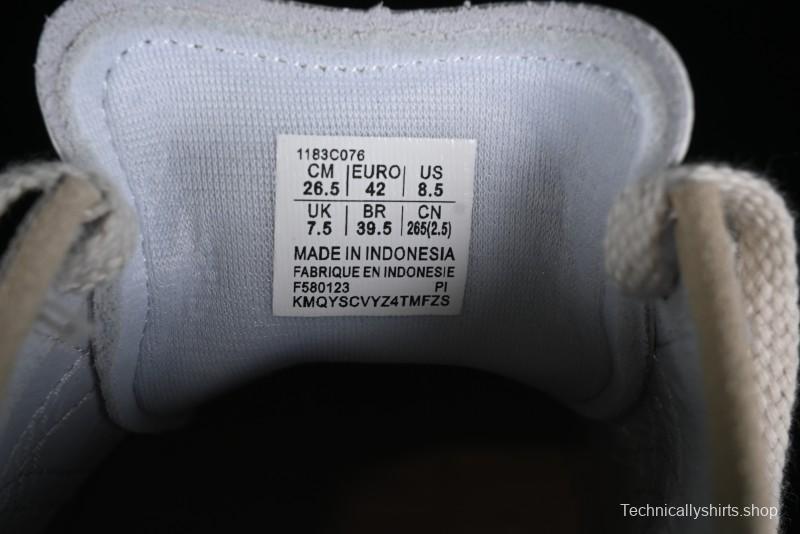 1183C076
CM | EURO | US
26.5 | 42 | 8.5
UK | BR | CN
7.5 | 39.5 | 265(2.5)
MADE IN INDONESIA
FABRIQUE EN INDONESIE
F580123 PI
KMQYSCVYZ4TMFZS
Technicallyshirts.shop